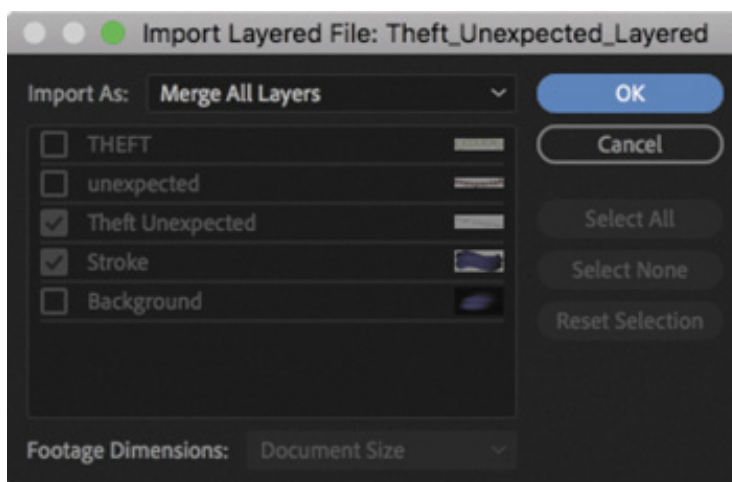 Import Layered File: Theft_Unexpected_Layered
Import As: Merge All Layers
OK
THEFT
Cancel
unexpected
Theft Unexpected
Select All
Stroke
Select None
Background
Reset Selection
Footage Dimensions: Document Size